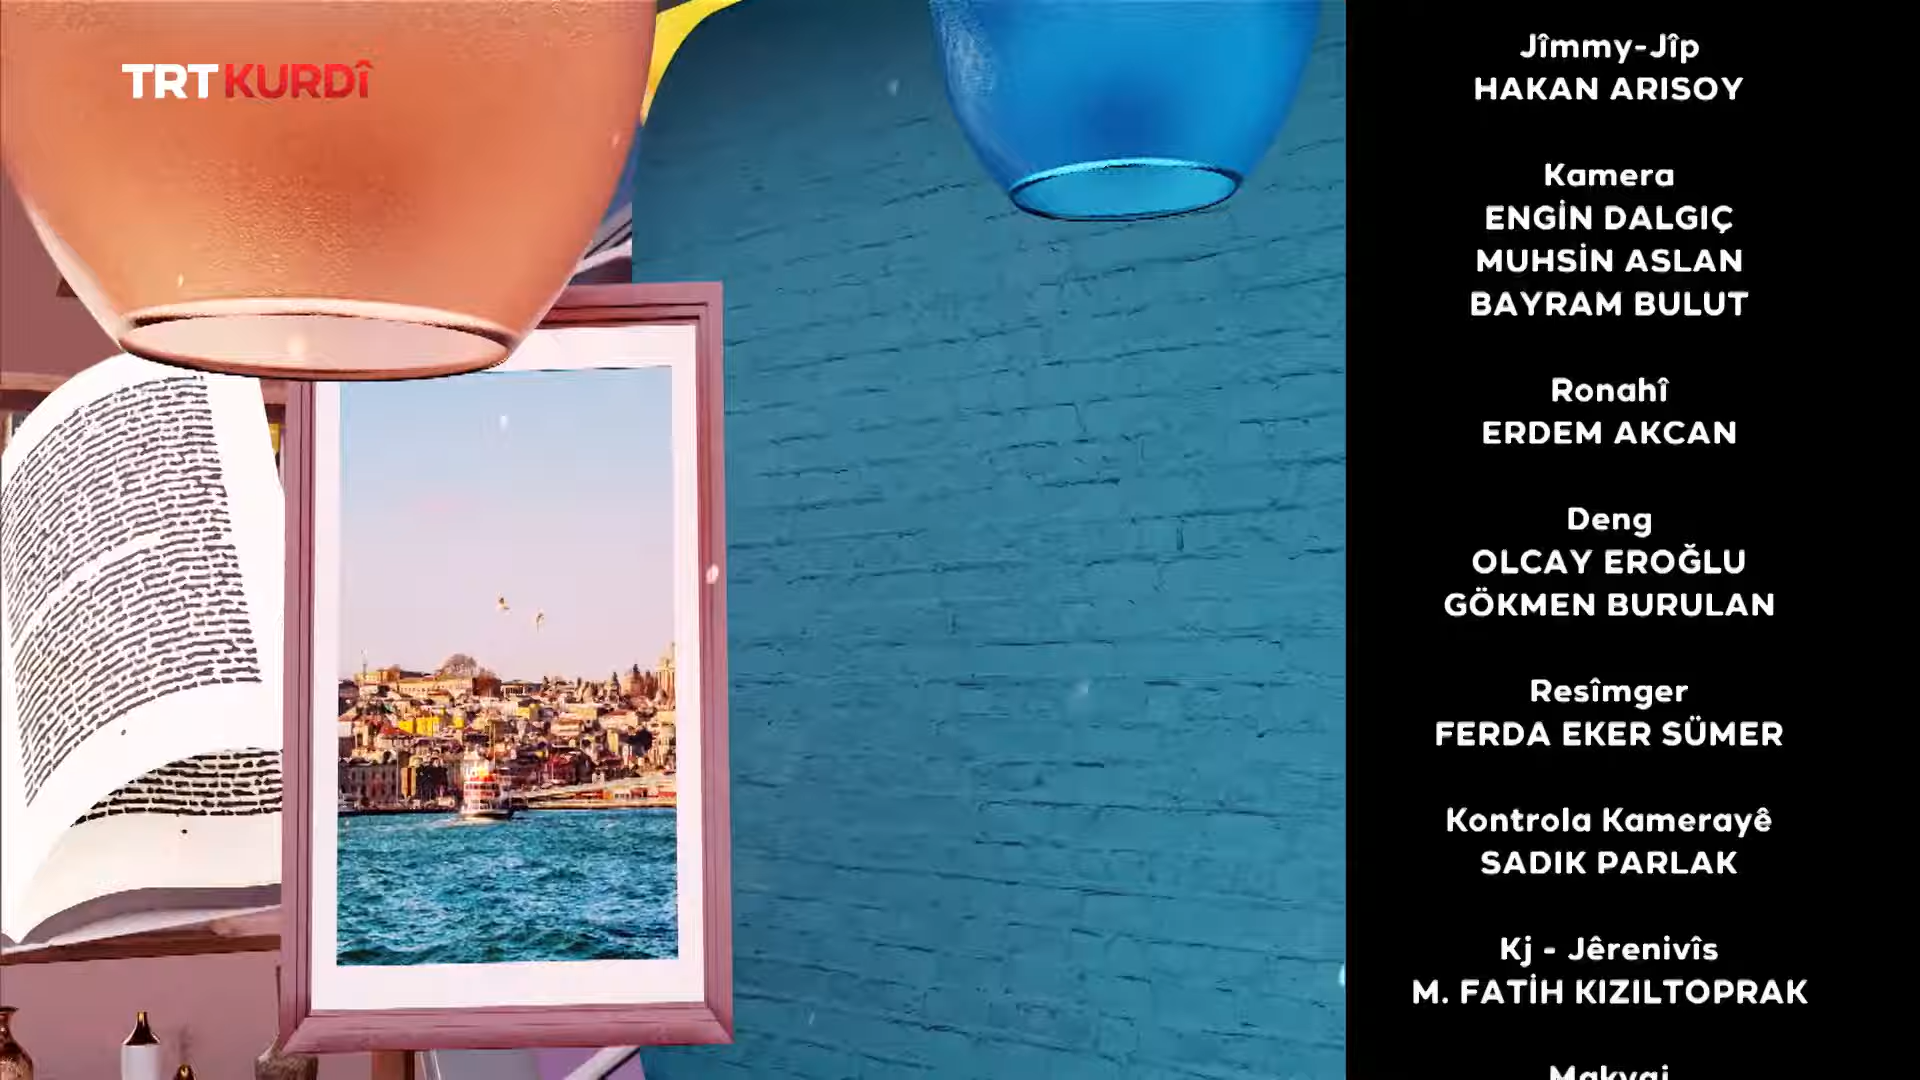 TRT KURDÎ
Jîmmy-Jîp
HAKAN ARISOY
Kamera
ENGİN DALGIÇ
MUHSİN ASLAN
BAYRAM BULUT
Ronahî
ERDEM AKCAN
Deng
OLCAY EROĞLU
GÖKMEN BURULAN
Resîmger
FERDA EKER SÜMER
Kontrola Kamerayê
SADIK PARLAK
Kj - Jêrenivîs
M. FATİH KIZILTOPRAK